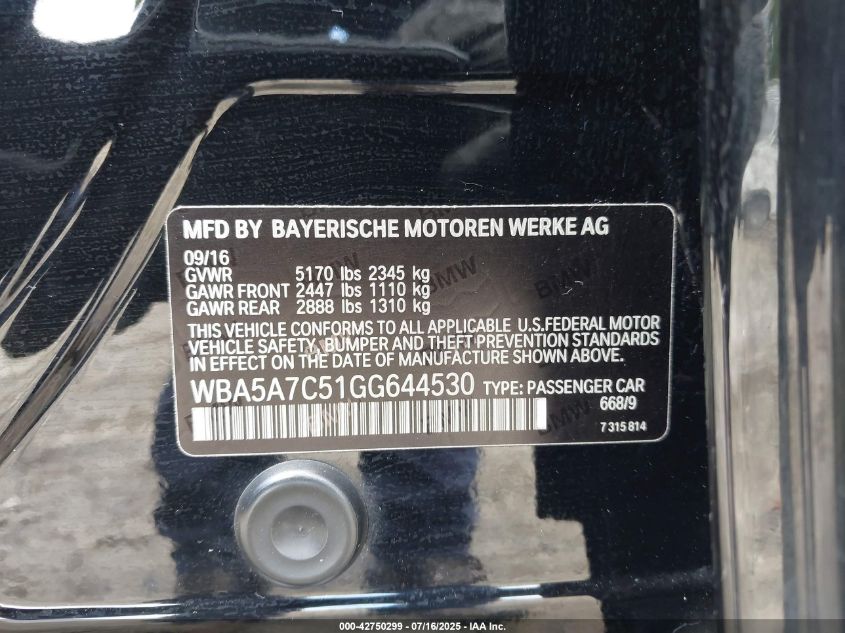 MFD BY BAYERISCHE MOTOREN WERKE AG
09/16
GVWR 5170 lbs 2345 kg
GAWR FRONT 2447 lbs 1110 kg
GAWR REAR 2888 lbs 1310 kg
THIS VEHICLE CONFORMS TO ALL APPLICABLE U.S.FEDERAL MOTOR
VEHICLE SAFETY, BUMPER AND THEFT PREVENTION STANDARDS
IN EFFECT ON THE DATE OF MANUFACTURE SHOWN ABOVE.
WBA5A7C51GG644530 TYPE: PASSENGER CAR
668/9
7 315 814
000-42750299 - 07/16/2025 - IAA Inc.